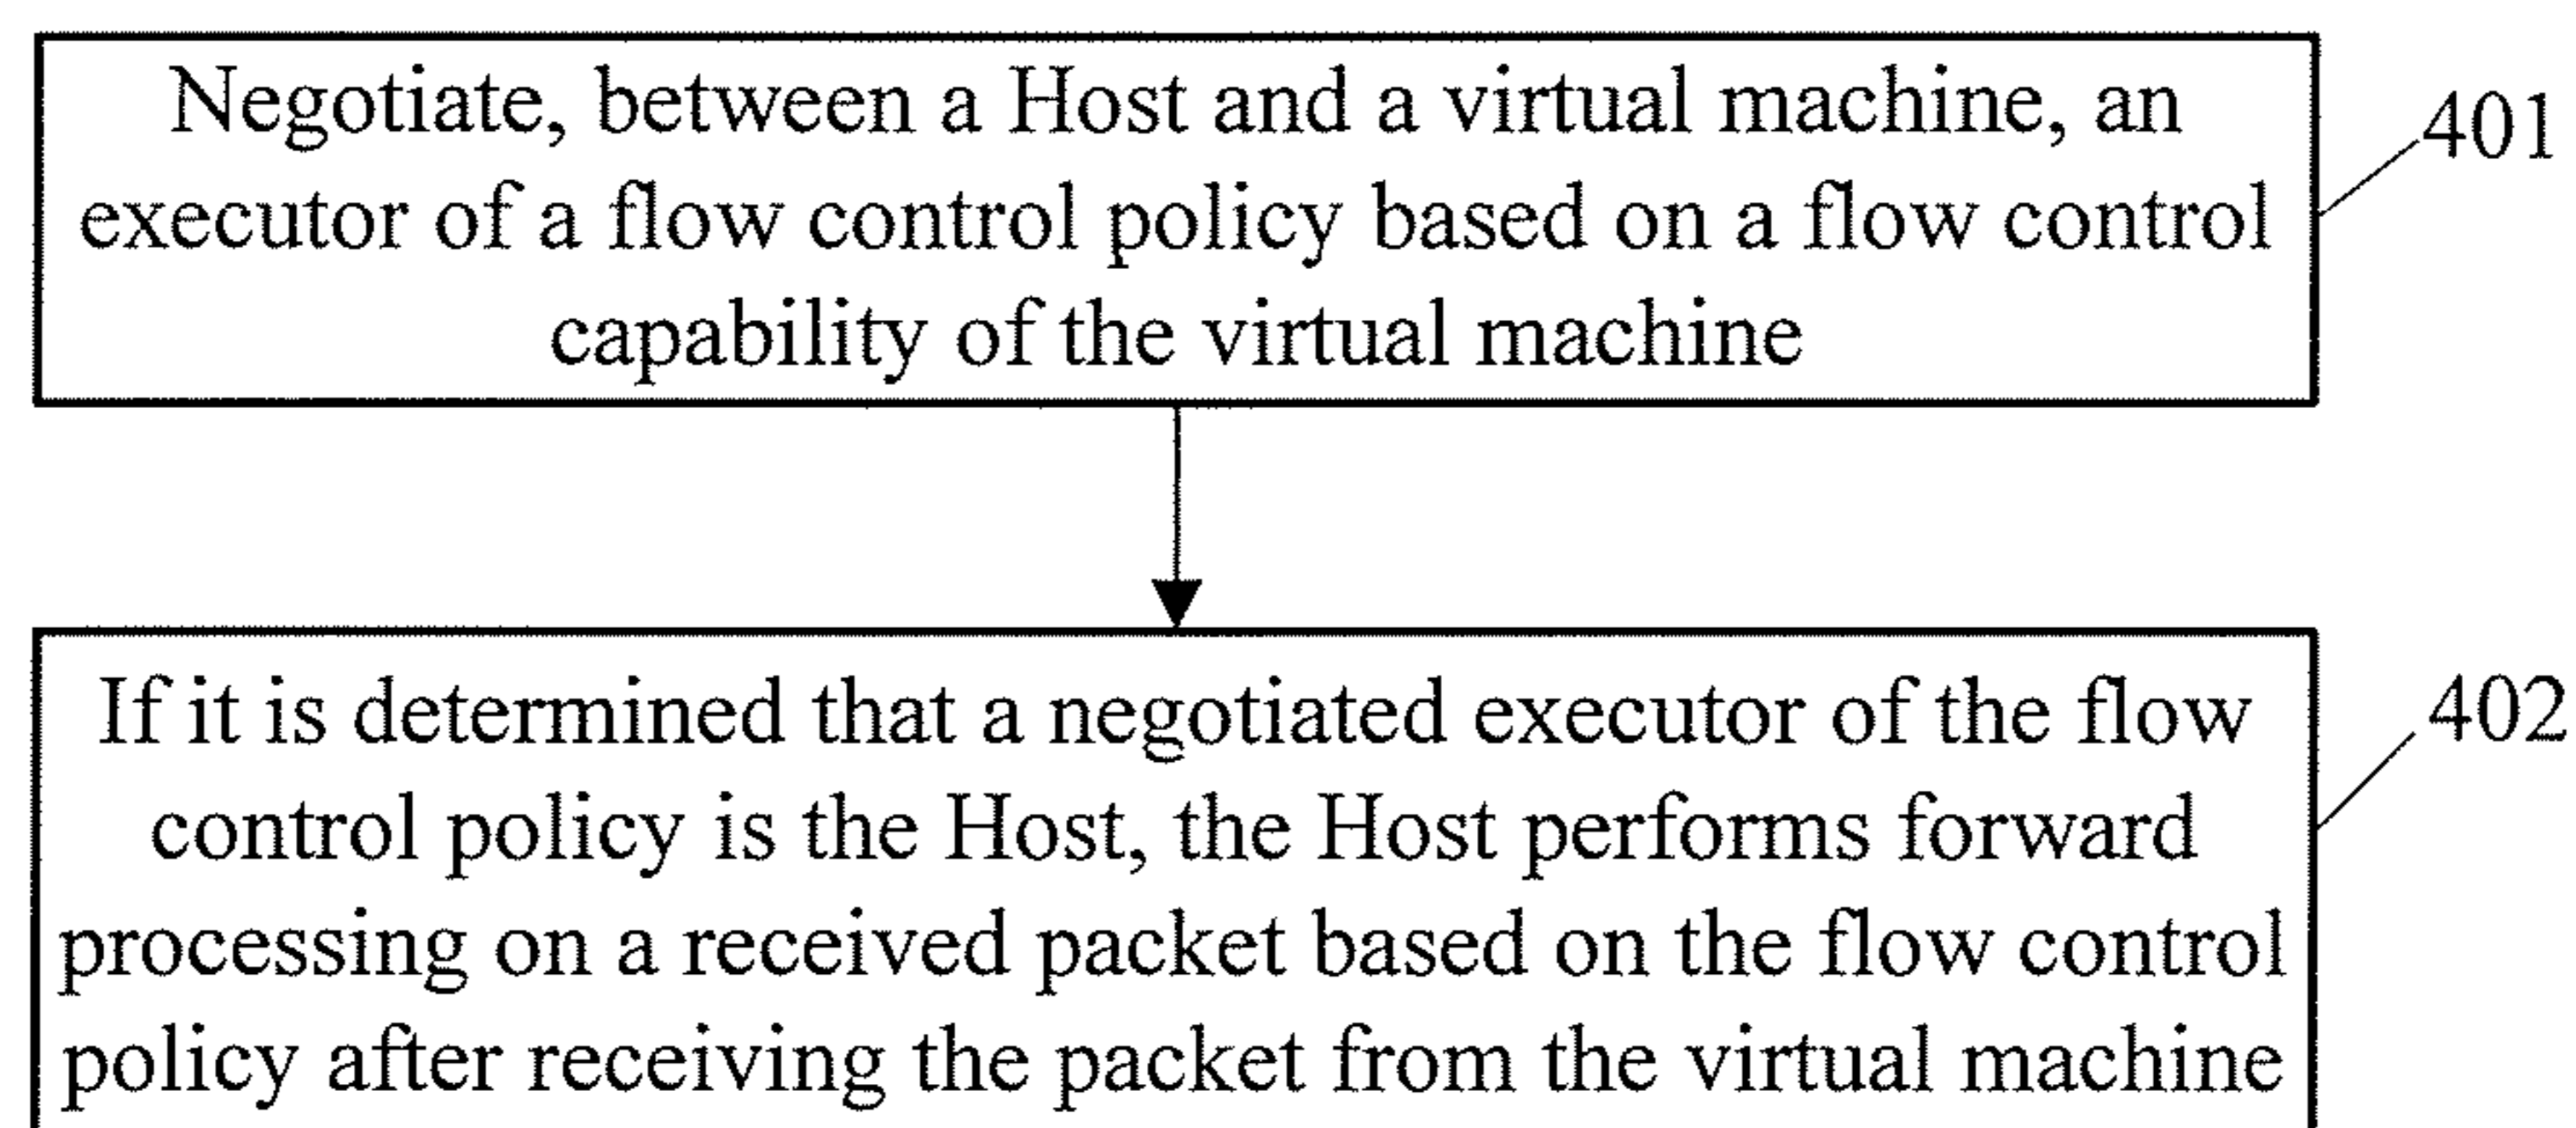 Negotiate, between a Host and a virtual machine, an
executor of a flow control policy based on a flow control
capability of the virtual machine
401
If it is determined that a negotiated executor of the flow
control policy is the Host, the Host performs forward
processing on a received packet based on the flow control
policy after receiving the packet from the virtual machine
402